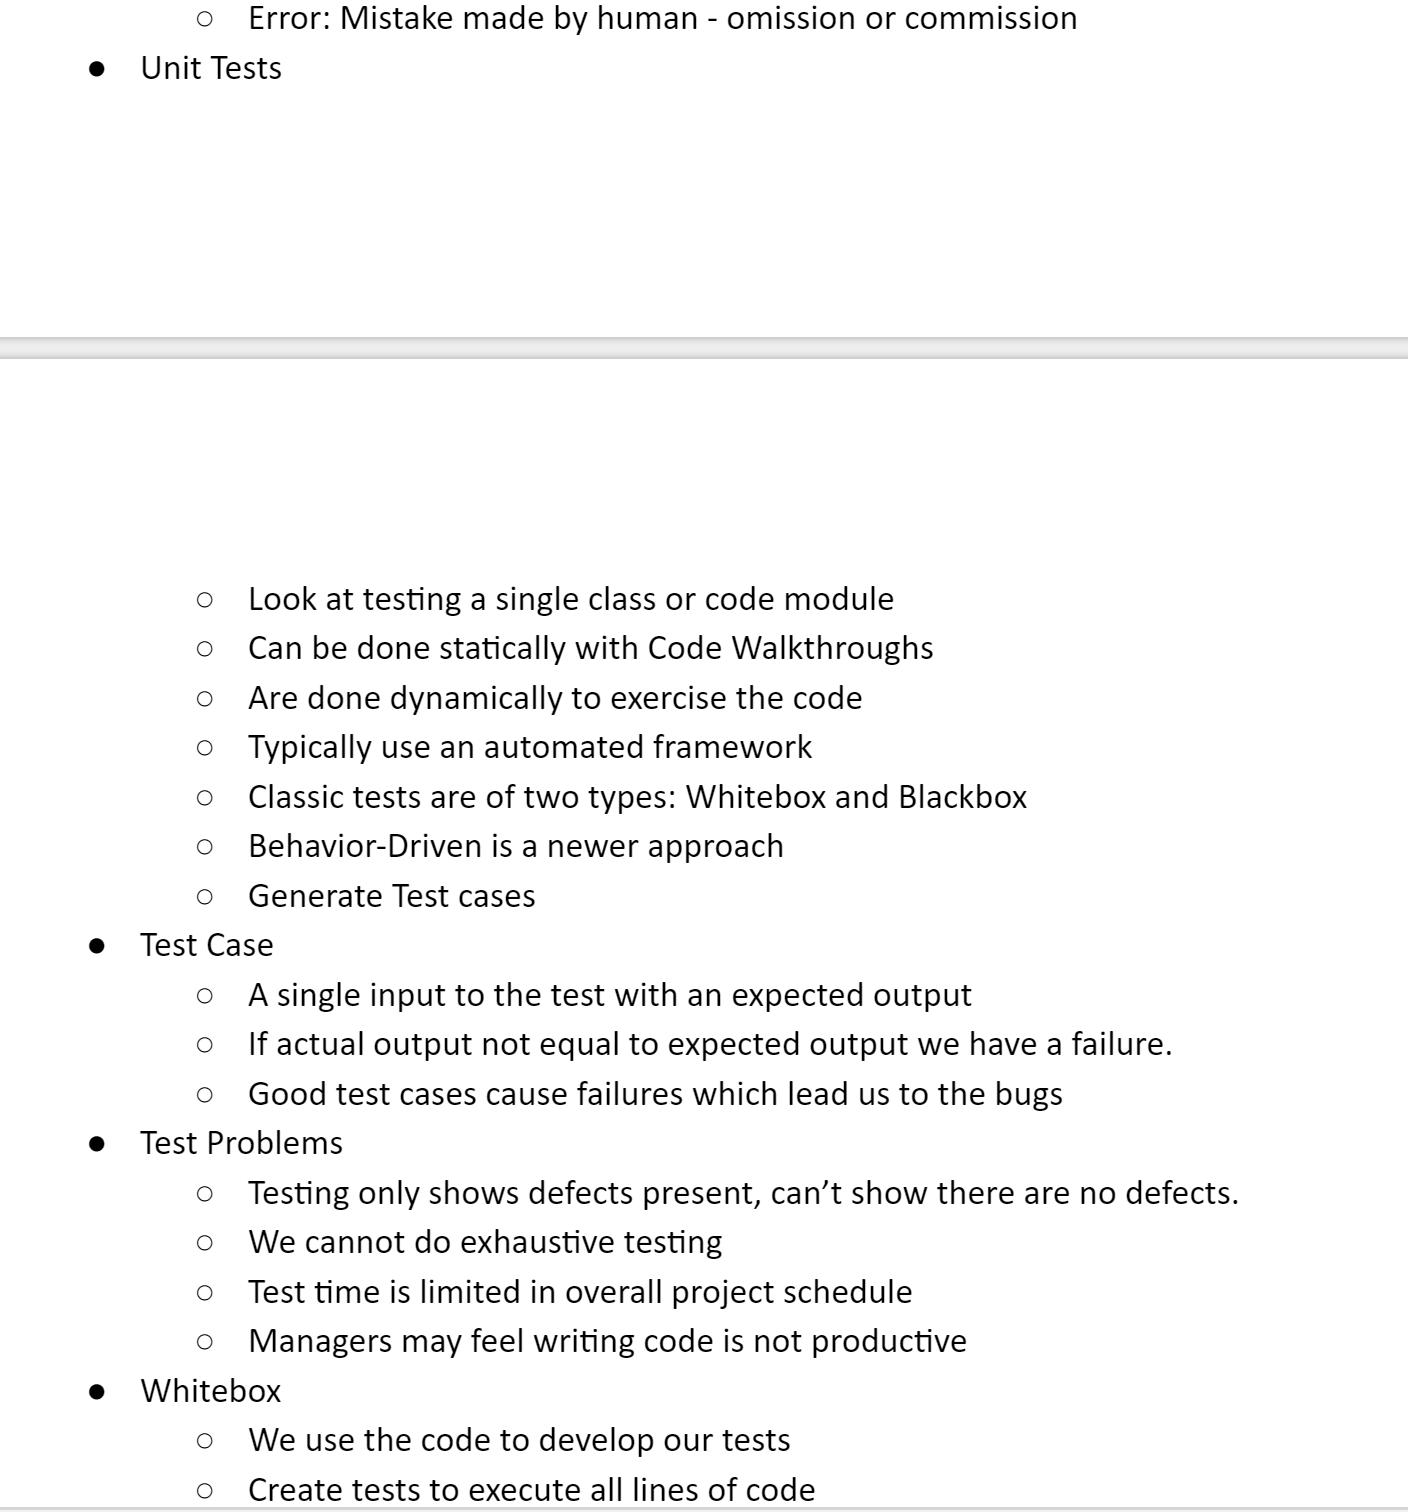 ○ Error: Mistake made by human - omission or commission
● Unit Tests
○ Look at testing a single class or code module
○ Can be done statically with Code Walkthroughs
○ Are done dynamically to exercise the code
○ Typically use an automated framework
○ Classic tests are of two types: Whitebox and Blackbox
○ Behavior-Driven is a newer approach
○ Generate Test cases
● Test Case
○ A single input to the test with an expected output
○ If actual output not equal to expected output we have a failure.
○ Good test cases cause failures which lead us to the bugs
● Test Problems
○ Testing only shows defects present, can’t show there are no defects.
○ We cannot do exhaustive testing
○ Test time is limited in overall project schedule
○ Managers may feel writing code is not productive
● Whitebox
○ We use the code to develop our tests
○ Create tests to execute all lines of code